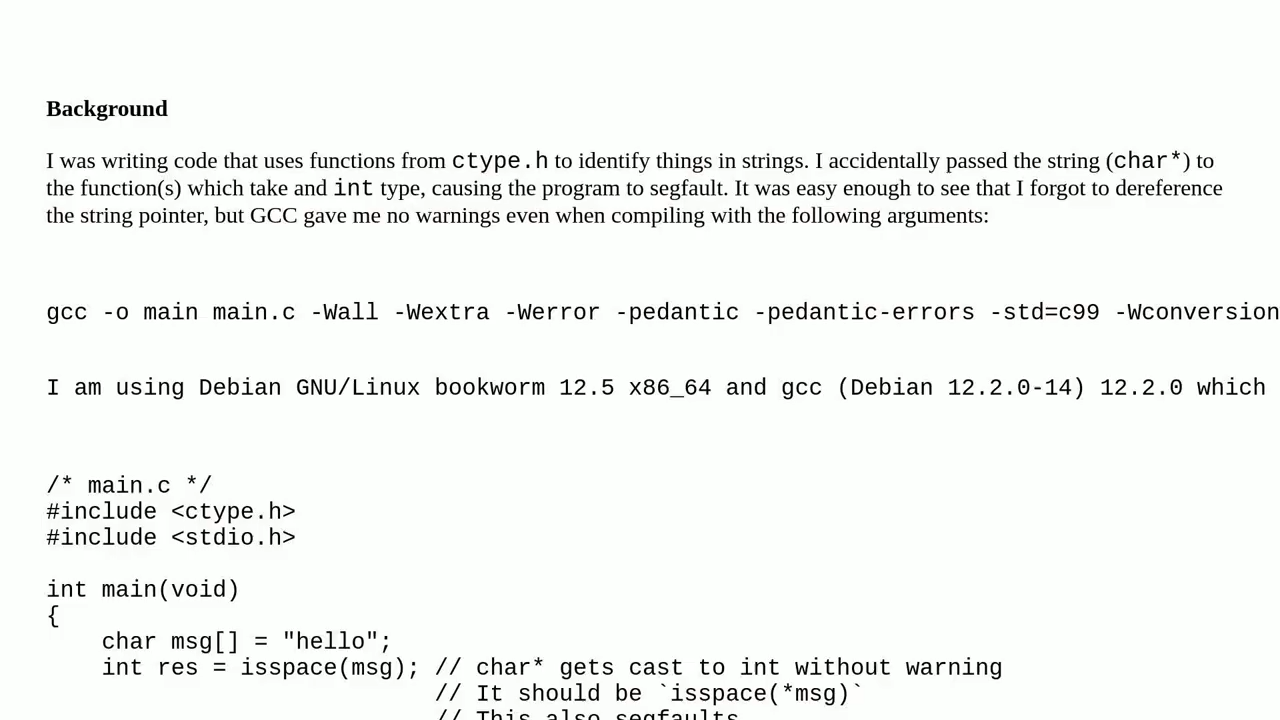 Background
I was writing code that uses functions from ctype.h to identify things in strings. I accidentally passed the string (char*) to
the function(s) which take and int type, causing the program to segfault. It was easy enough to see that I forgot to dereference
the string pointer, but GCC gave me no warnings even when compiling with the following arguments:
gcc -o main main.c -Wall -Wextra -Werror -pedantic -pedantic-errors -std=c99 -Wconversion
I am using Debian GNU/Linux bookworm 12.5 x86_64 and gcc (Debian 12.2.0-14) 12.2.0 which
/* main.c */
#include <ctype.h>
#include <stdio.h>
int main(void)
{
    char msg[] = "hello";
    int res = isspace(msg); // char* gets cast to int without warning
                            // It should be `isspace(*msg)`
                            // This also segfaults